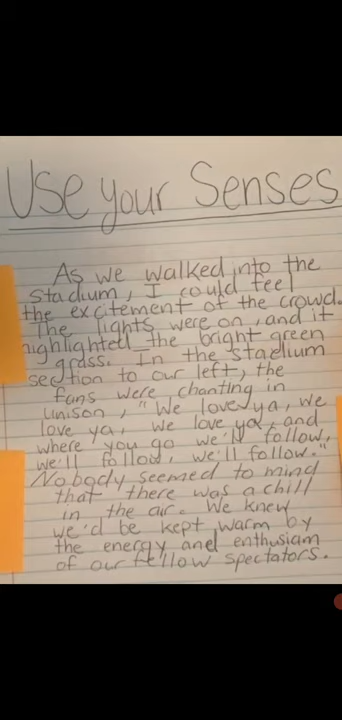 Use your Senses
As we walked into the
stadium, I could feel
the excitement of the crowd.
The lights were on, and it
highlighted the bright green
grass. In the stadium
section to our left, the
fans were chanting in
unison, "We love ya, we
love ya, we love ya, and
where you go we'll follow,
we'll follow, we'll follow."
Nobody seemed to mind
that there was a chill
in the air. We knew
we'd be kept warm by
the energy and enthusiam
of our fellow spectators.